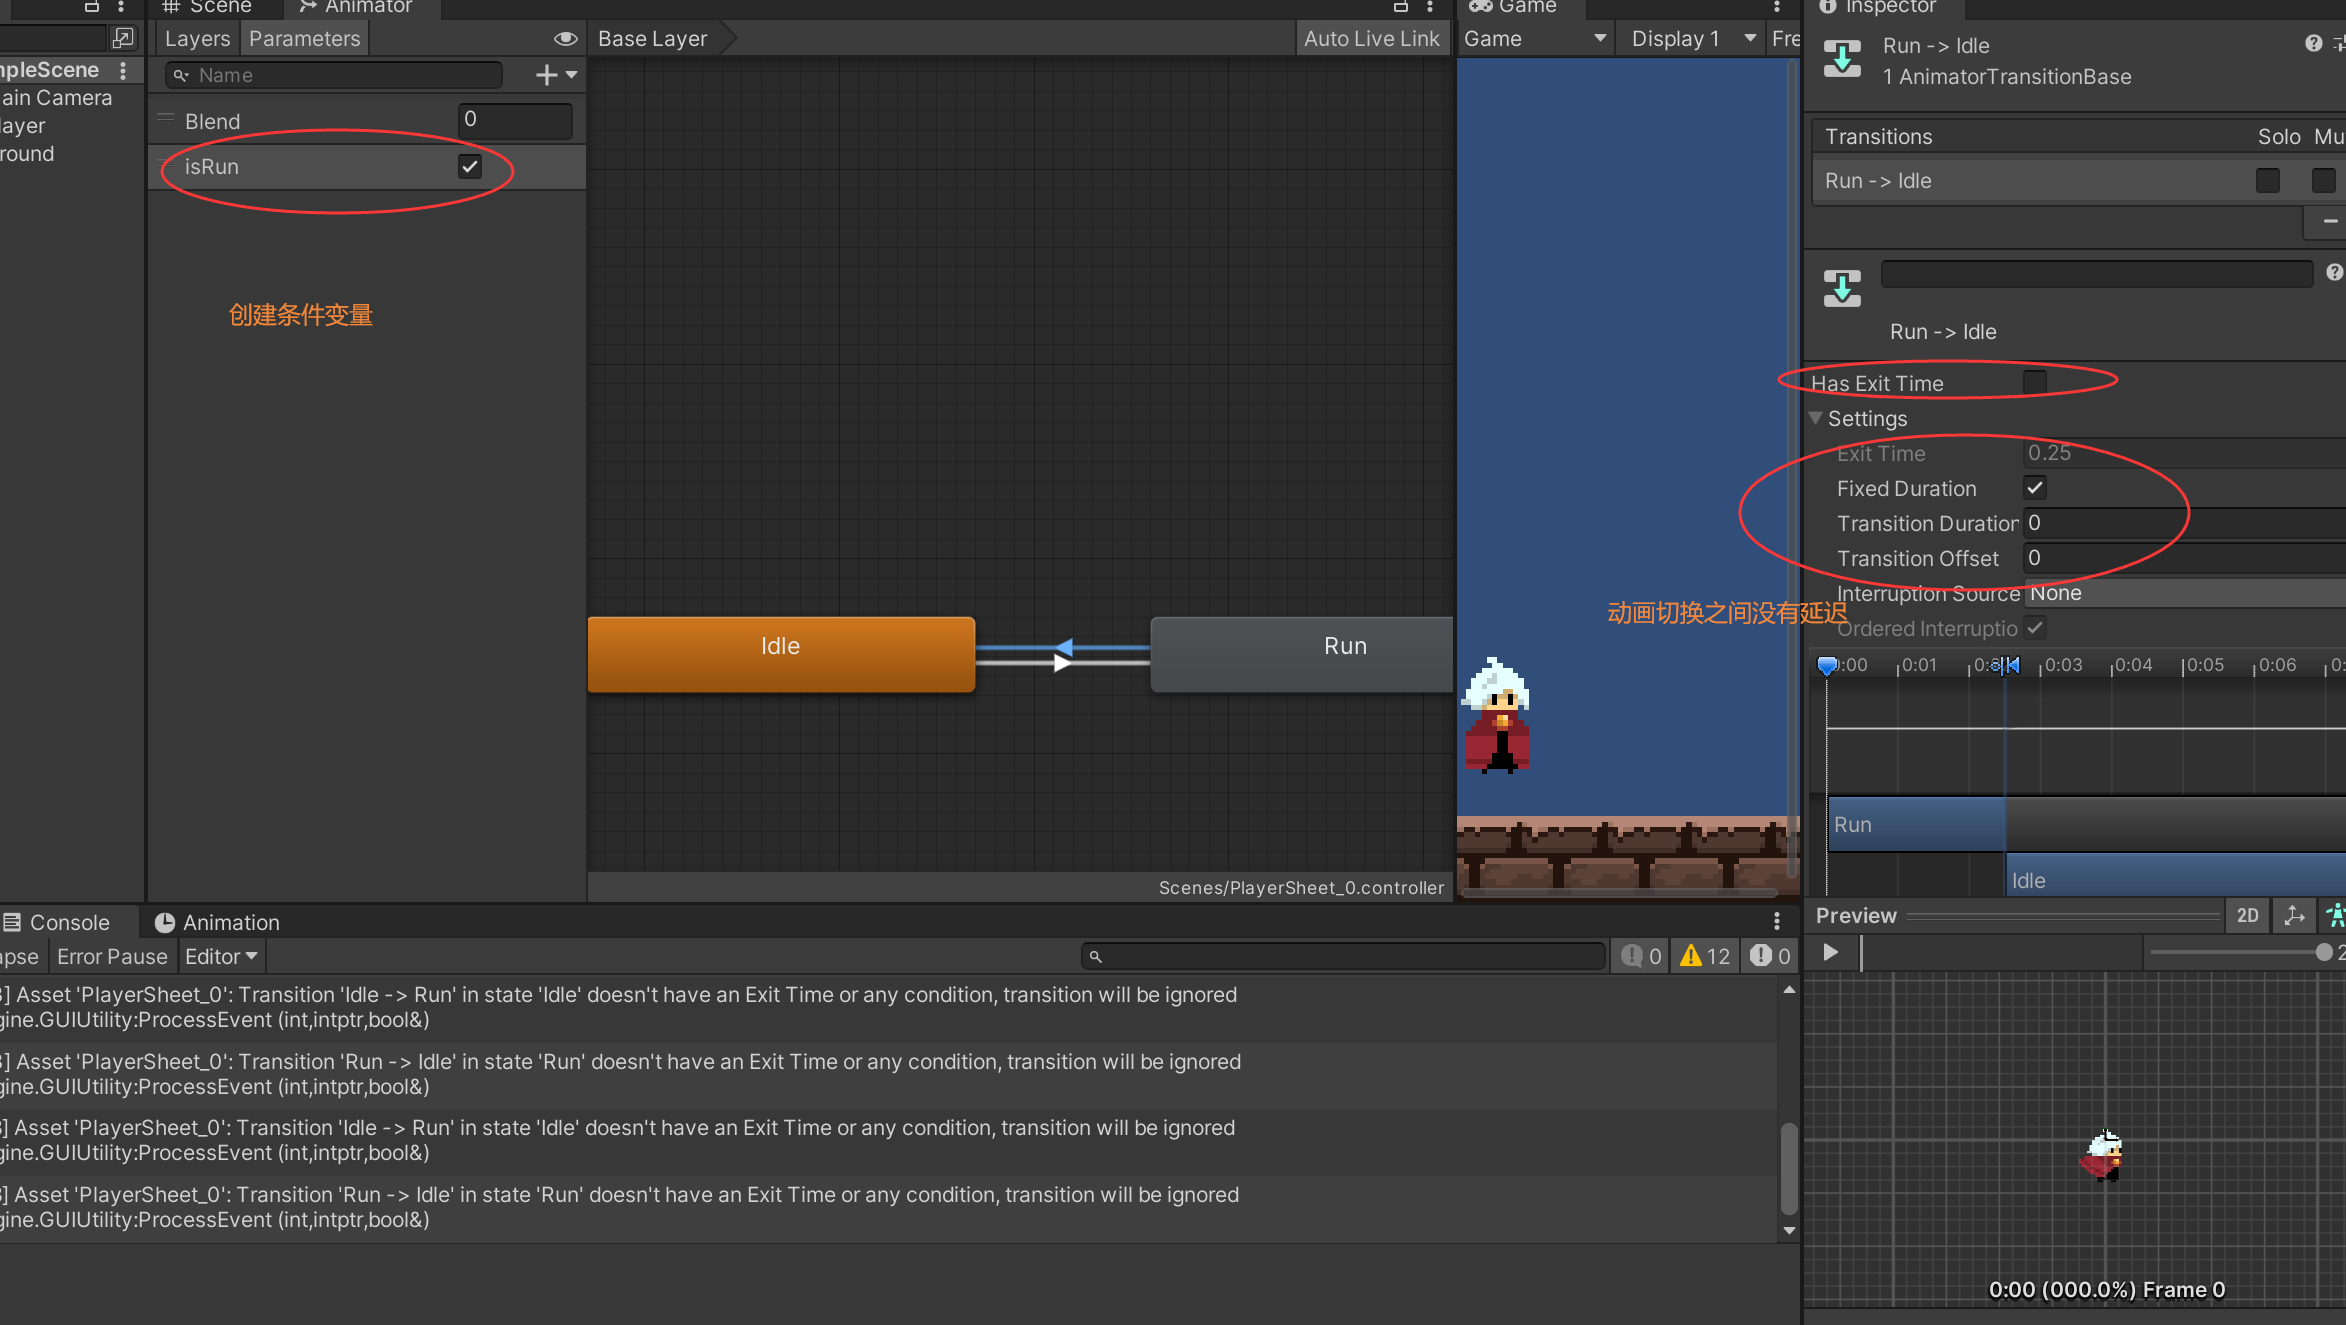 Scene
Animator
Layers
Parameters
Base Layer
Auto Live Link
Name
Blend
0
isRun
创建条件变量
Idle
Run
Scenes/PlayerSheet_0.controller
mpleScene
ain Camera
layer
round
Game
Game
Display 1
Fre
动画切换之间没有延迟
Inspector
Run -> Idle
1 AnimatorTransitionBase
Transitions
Solo
Mu
Run -> Idle
Run -> Idle
Has Exit Time
Settings
Exit Time
0.25
Fixed Duration
Transition Duration
0
Transition Offset
0
Interruption Source
None
Ordered Interruptio
0:00
0:01
0:03
0:04
0:05
0:06
0:
Run
Idle
Preview
2D
2
0:00 (000.0%) Frame 0
Console
Animation
apse
Error Pause
Editor
0
12
0
] Asset 'PlayerSheet_0': Transition 'Idle -> Run' in state 'Idle' doesn't have an Exit Time or any condition, transition will be ignored
gine.GUIUtility:ProcessEvent (int,intptr,bool&)
] Asset 'PlayerSheet_0': Transition 'Run -> Idle' in state 'Run' doesn't have an Exit Time or any condition, transition will be ignored
gine.GUIUtility:ProcessEvent (int,intptr,bool&)
] Asset 'PlayerSheet_0': Transition 'Idle -> Run' in state 'Idle' doesn't have an Exit Time or any condition, transition will be ignored
gine.GUIUtility:ProcessEvent (int,intptr,bool&)
] Asset 'PlayerSheet_0': Transition 'Run -> Idle' in state 'Run' doesn't have an Exit Time or any condition, transition will be ignored
gine.GUIUtility:ProcessEvent (int,intptr,bool&)